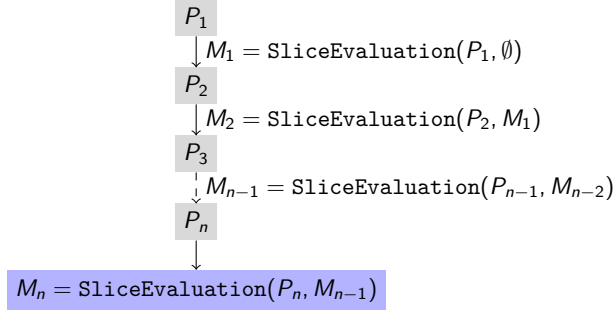 P₁
M₁ = SliceEvaluation(P₁, ∅)
P₂
M₂ = SliceEvaluation(P₂, M₁)
P₃
Mₙ₋₁ = SliceEvaluation(Pₙ₋₁, Mₙ₋₂)
Pₙ
Mₙ = SliceEvaluation(Pₙ, Mₙ₋₁)